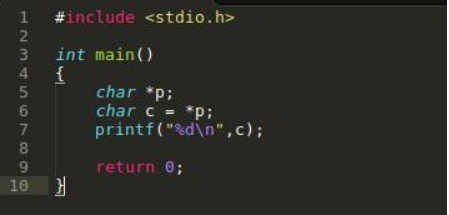 1 #include <stdio.h>
2
3 int main()
4 {
5 char *p;
6 char c = *p;
7 printf("%d\n",c);
8
9 return 0;
10 }